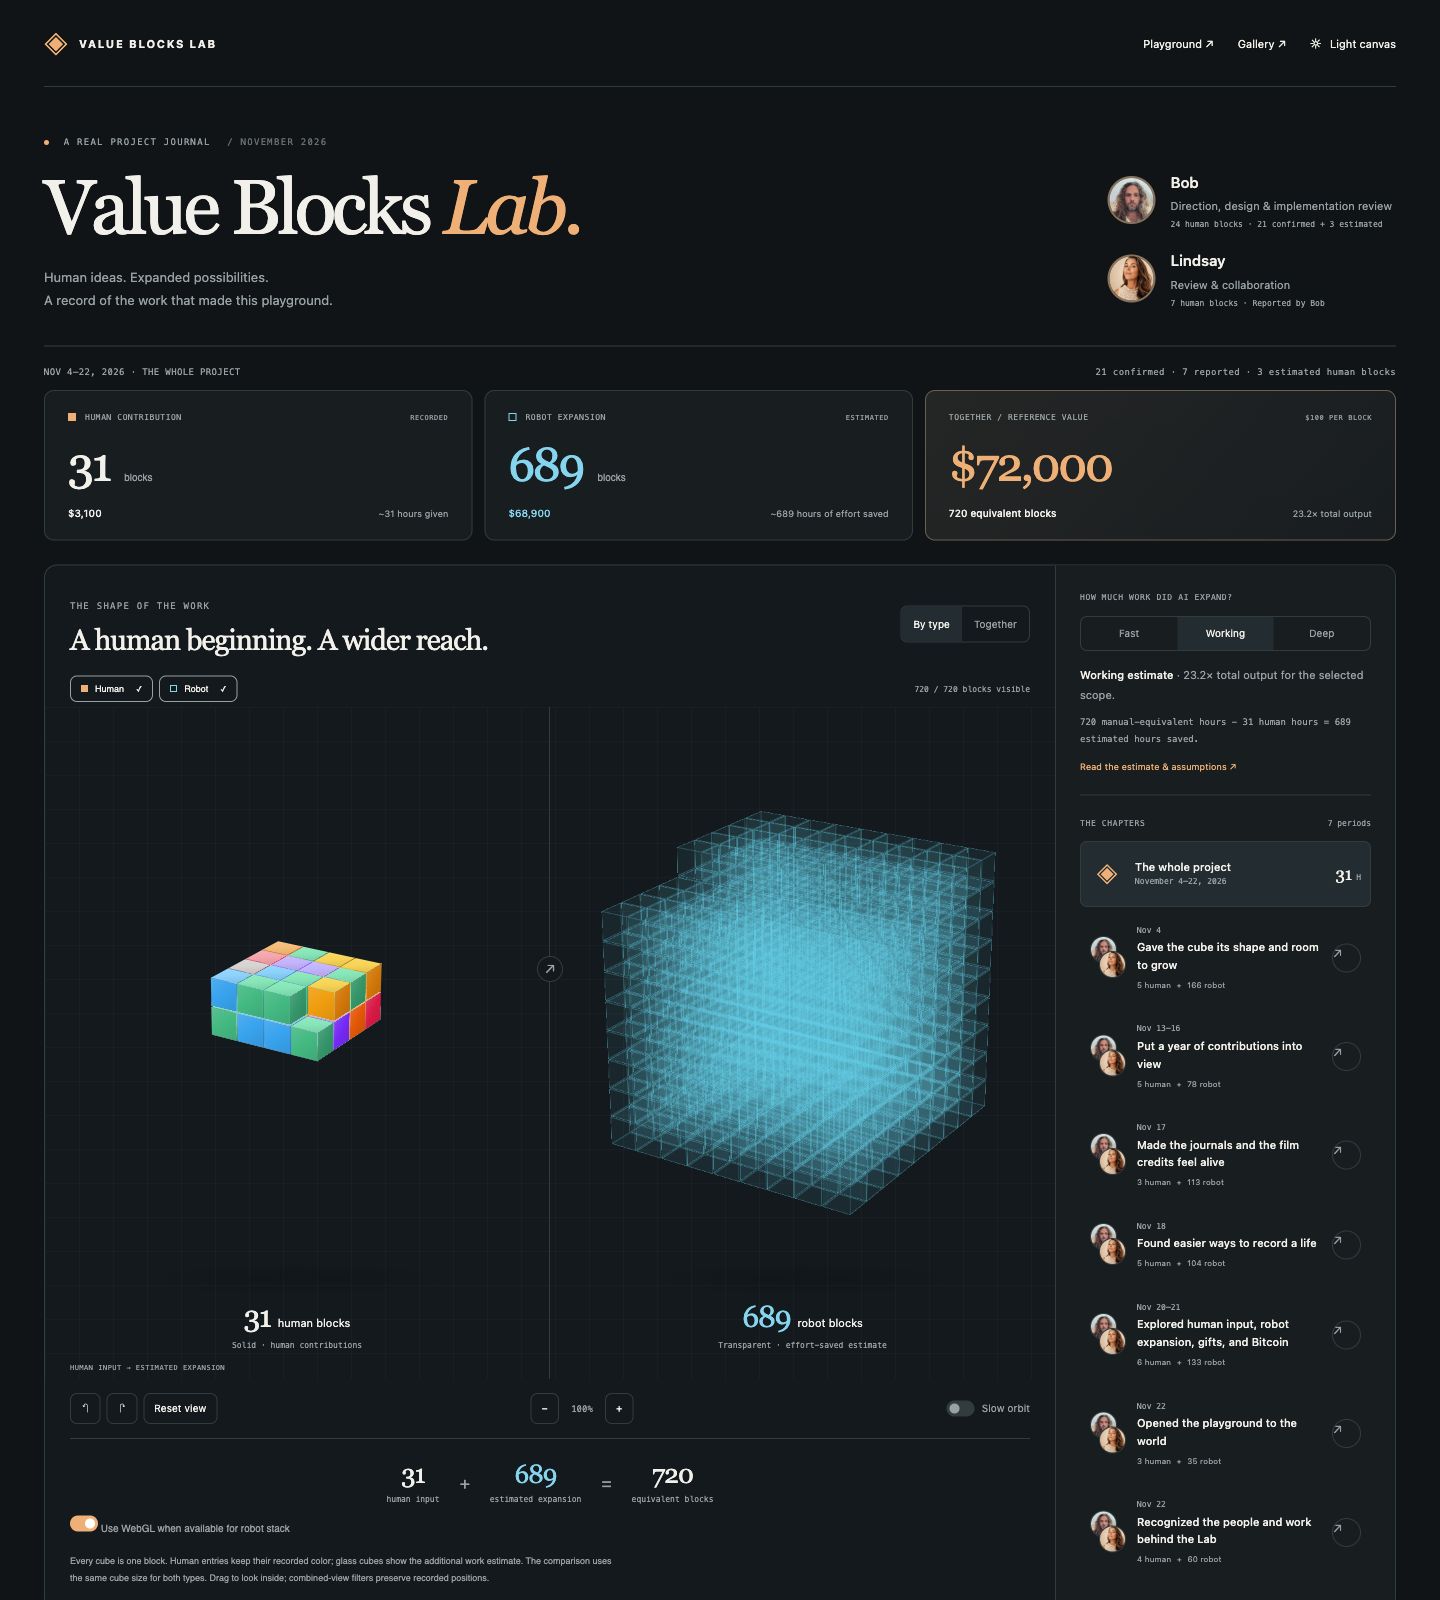 VALUE BLOCKS LAB
Playground ↗ Gallery ↗ Light canvas
A REAL PROJECT JOURNAL / NOVEMBER 2026
Value Blocks Lab.
Human ideas. Expanded possibilities.
A record of the work that made this playground.
Bob
Direction, design & implementation review
24 human blocks · 21 confirmed + 3 estimated
Lindsay
Review & collaboration
7 human blocks · Reported by Bob
NOV 4–22, 2026 · THE WHOLE PROJECT
21 confirmed · 7 reported · 3 estimated human blocks
HUMAN CONTRIBUTION RECORDED
31 blocks
$3,100 ~31 hours given
ROBOT EXPANSION ESTIMATED
689 blocks
$68,900 ~689 hours of effort saved
TOGETHER / REFERENCE VALUE $100 PER BLOCK
$72,000
720 equivalent blocks 23.2× total output
THE SHAPE OF THE WORK
A human beginning. A wider reach.
By type Together
Human ✓ Robot ✓
720 / 720 blocks visible
31 human blocks
Solid · human contributions
689 robot blocks
Transparent · effort-saved estimate
HUMAN INPUT → ESTIMATED EXPANSION
Reset view
− 100% +
Slow orbit
31 + 689 = 720
human input estimated expansion equivalent blocks
Use WebGL when available for robot stack
Every cube is one block. Human entries keep their recorded color; glass cubes show the additional work estimate. The comparison uses
the same cube size for both types. Drag to look inside; combined-view filters preserve recorded positions.
HOW MUCH WORK DID AI EXPAND?
Fast Working Deep
Working estimate · 23.2× total output for the selected
scope.
720 manual-equivalent hours − 31 human hours = 689
estimated hours saved.
Read the estimate & assumptions ↗
THE CHAPTERS 7 periods
The whole project
November 4–22, 2026
31 H
Nov 4
Gave the cube its shape and room
to grow
5 human + 166 robot
Nov 13–16
Put a year of contributions into
view
5 human + 78 robot
Nov 17
Made the journals and the film
credits feel alive
3 human + 113 robot
Nov 18
Found easier ways to record a life
5 human + 104 robot
Nov 20–21
Explored human input, robot
expansion, gifts, and Bitcoin
6 human + 133 robot
Nov 22
Opened the playground to the
world
3 human + 35 robot
Nov 22
Recognized the people and work
behind the Lab
4 human + 60 robot